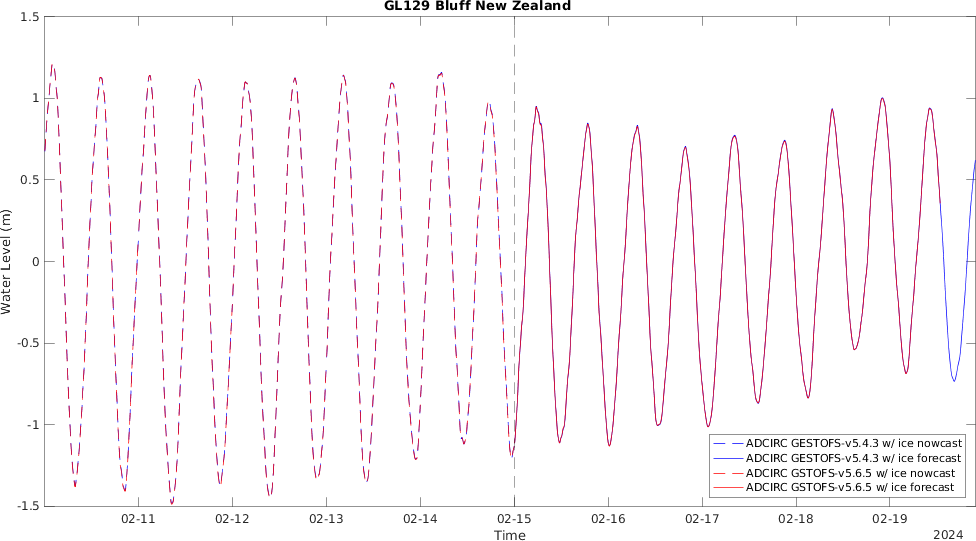 GL129 Bluff New Zealand
1.5
1
0.5
0
-0.5
-1
-1.5
Water Level (m)
02-11
02-12
02-13
02-14
02-15
02-16
02-17
02-18
02-19
Time
2024
ADCIRC GESTOFS-v5.4.3 w/ ice nowcast
ADCIRC GESTOFS-v5.4.3 w/ ice forecast
ADCIRC GSTOFS-v5.6.5 w/ ice nowcast
ADCIRC GSTOFS-v5.6.5 w/ ice forecast